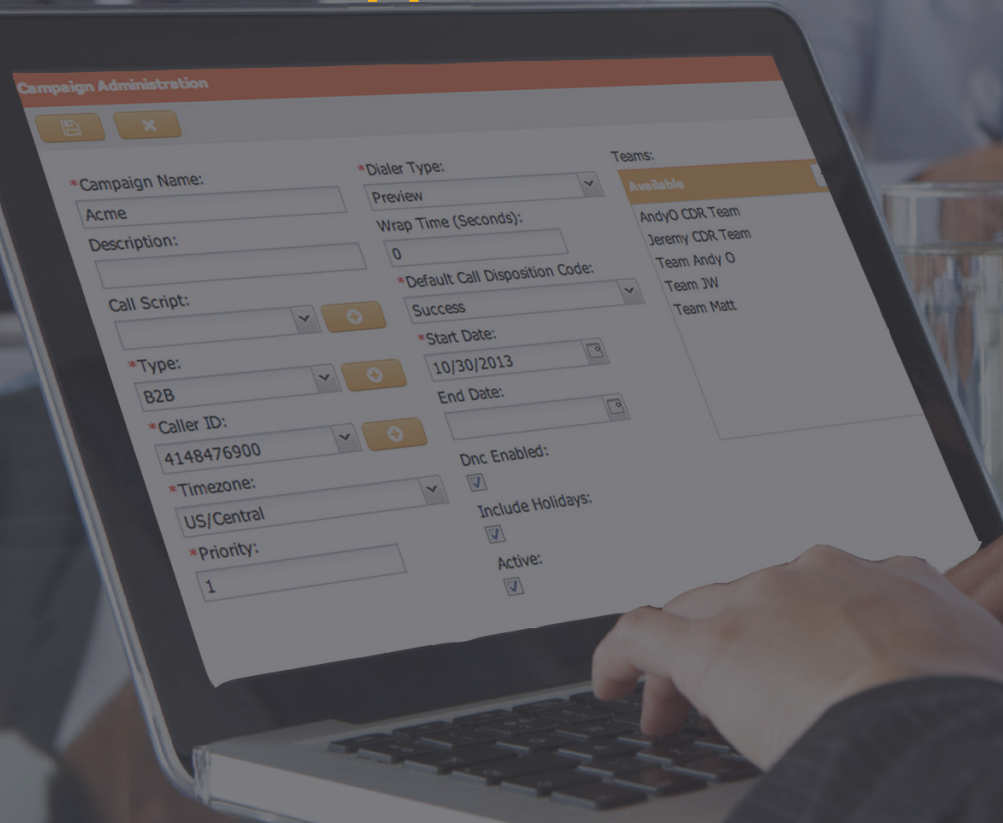 Campaign Administration
*Campaign Name:
Acme
Description:
Call Script:
*Type:
B2B
*Caller ID:
4148476900
*Timezone:
US/Central
*Priority:
1
*Dialer Type:
Preview
Wrap Time (Seconds):
0
*Default Call Disposition Code:
Success
*Start Date:
10/30/2013
End Date:
Dnc Enabled:
Include Holidays:
Active:
Teams:
Available
AndyO CDR Team
Jeremy CDR Team
Team Andy O
Team JW
Team Matt